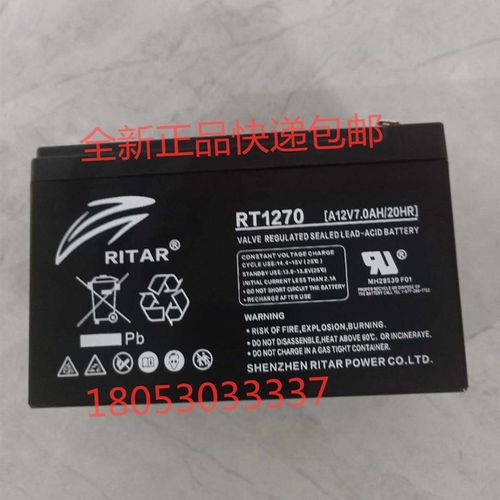 全新正品快递包邮
RITAR®
RT1270 [A12V7.0AH/20HR]
VALVE REGULATED SEALED LEAD-ACID BATTERY
CONSTANT VOLTAGE CHARGE
CYCLE USE:14.4-15V (25℃)
STANDBY USE:13.5-13.8V(25℃)
INITIAL CURRENT LESS THAN 2.1A
• DO NOT SHORT CIRCUIT THE BATTERY
• RECHARGE AFTER USE
MH28539 F01
Pb
WARNING:
• RISK OF FIRE,EXPLOSION,BURNING.
• DO NOT DISASSENBLE,HEAT ABOVE 60℃. OR INCINERAYE.
• DO NOT CHARGE IN A GAS TIGHT CONTAINER.
SHENZHEN RITAR POWER CO.LTD.
18053033337